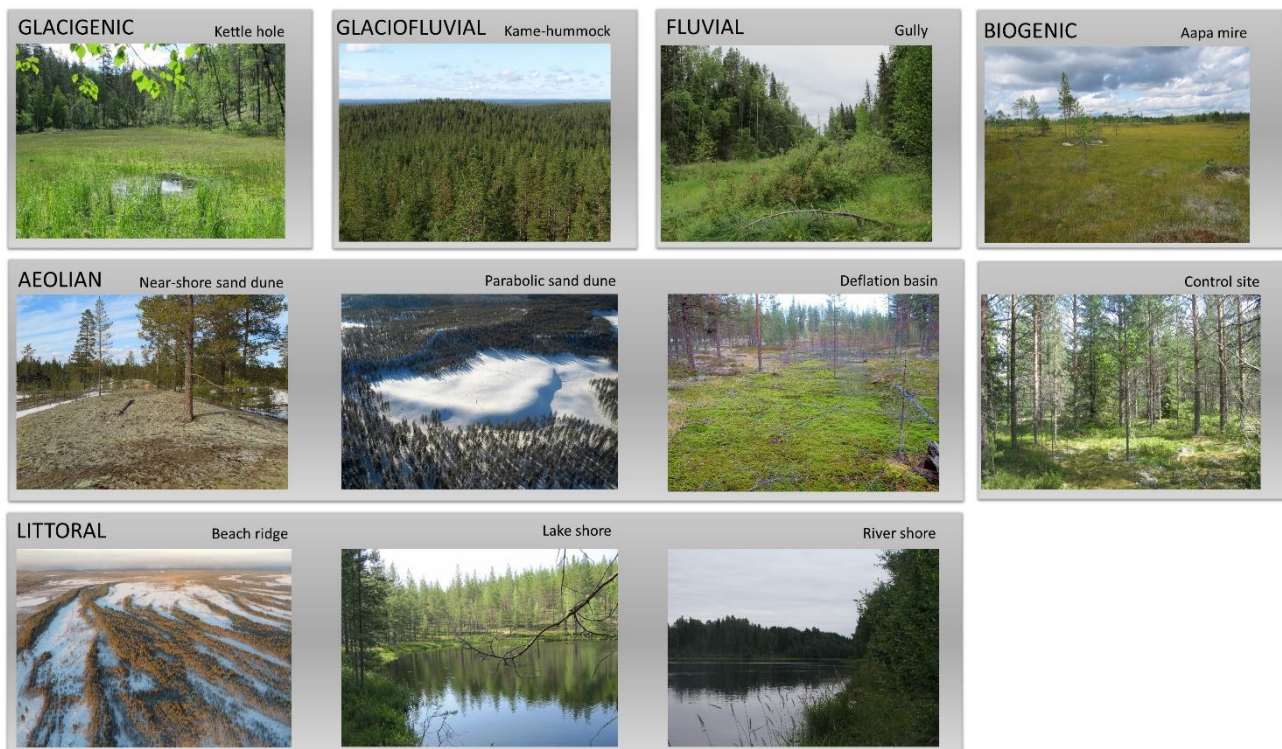 GLACIGENIC Kettle hole
GLACIOFLUVIAL Kame-hummock
FLUVIAL Gully
BIOGENIC Aapa mire
AEOLIAN Near-shore sand dune
Parabolic sand dune
Deflation basin
Control site
LITTORAL Beach ridge
Lake shore
River shore